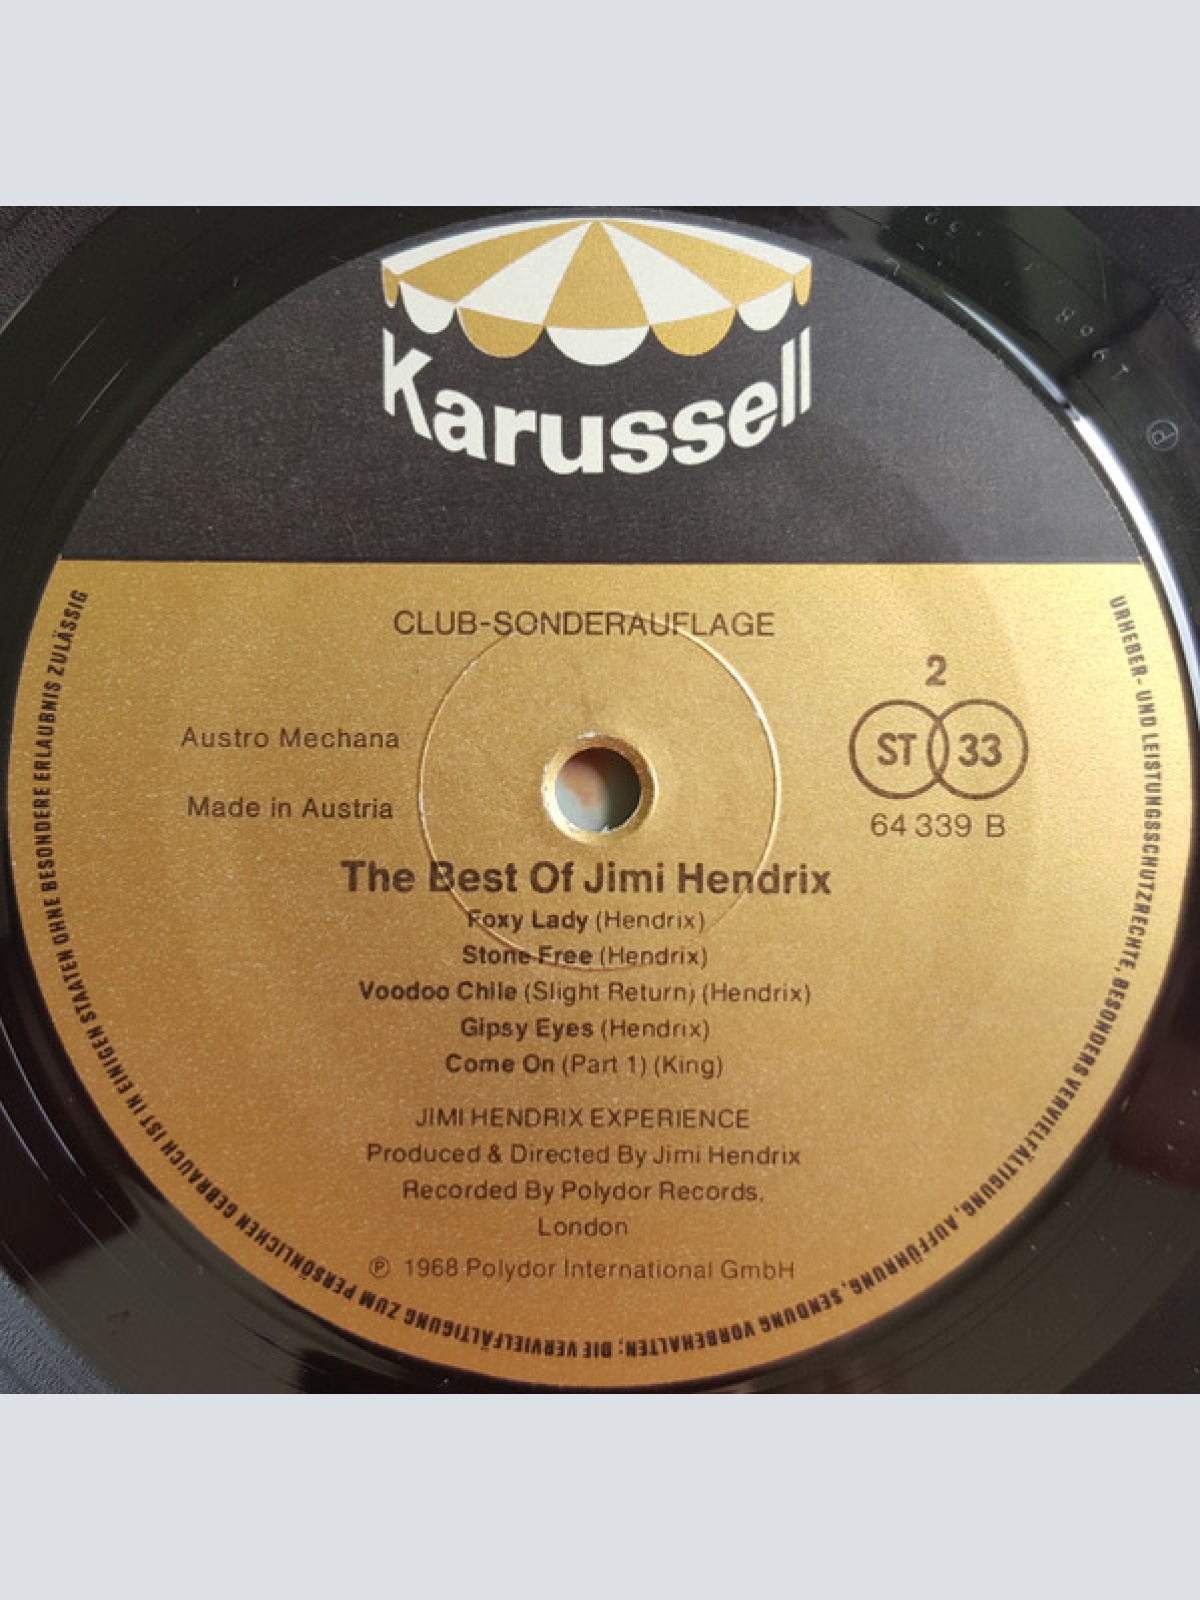 Karussell
CLUB-SONDERAUFLAGE
2
ST 33
64 339 B
Austro Mechana
Made in Austria
The Best Of Jimi Hendrix
Foxy Lady (Hendrix)
Stone Free (Hendrix)
Voodoo Chile (Slight Return) (Hendrix)
Gipsy Eyes (Hendrix)
Come On (Part 1) (King)
JIMI HENDRIX EXPERIENCE
Produced & Directed By Jimi Hendrix
Recorded By Polydor Records,
London
℗ 1968 Polydor International GmbH
URHEBER- UND LEISTUNGSSCHUTZRECHTE, BESONDERS VERVIELFÄLTIGUNG, AUFFÜHRUNG, SENDUNG VORBEHALTEN; DIE VERVIELFÄLTIGUNG ZUM PERSÖNLICHEN GEBRAUCH IST IN EINIGEN STAATEN OHNE BESONDERE ERLAUBNIS ZULÄSSIG
℗ 1968